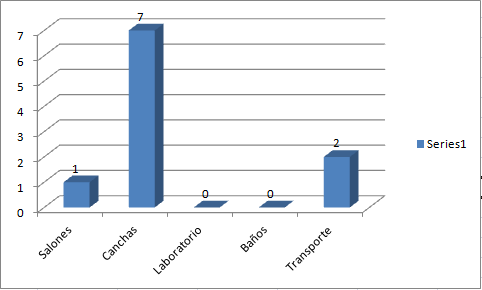 7
6
5
4
3
2
1
0
1
7
0
0
2
Salones
Canchas
Laboratorio
Baños
Transporte
Series1